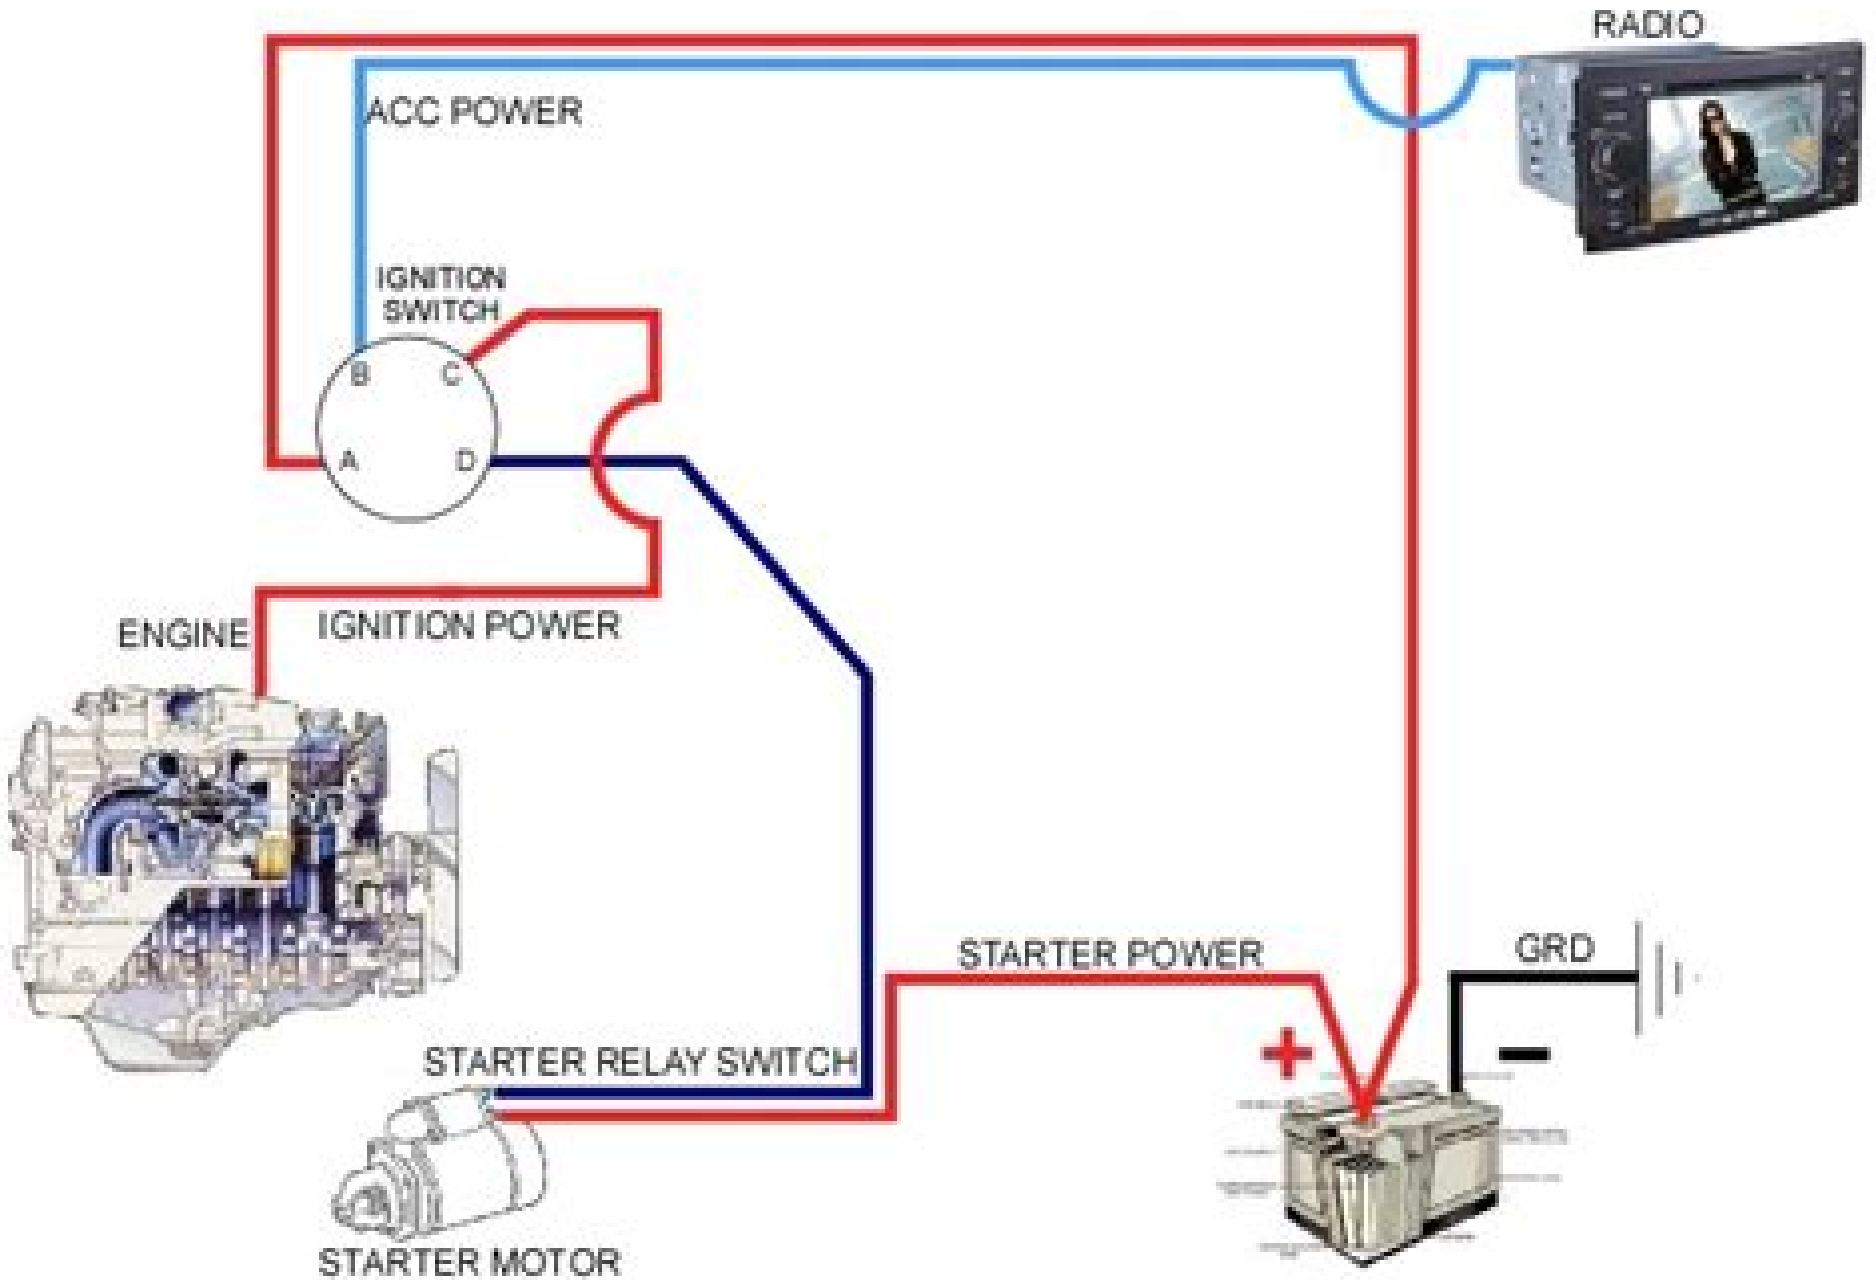 RADIO
ACC POWER
IGNITION
SWITCH
B
C
A
D
ENGINE
IGNITION POWER
STARTER POWER
GRD
+
-
STARTER RELAY SWITCH
STARTER MOTOR